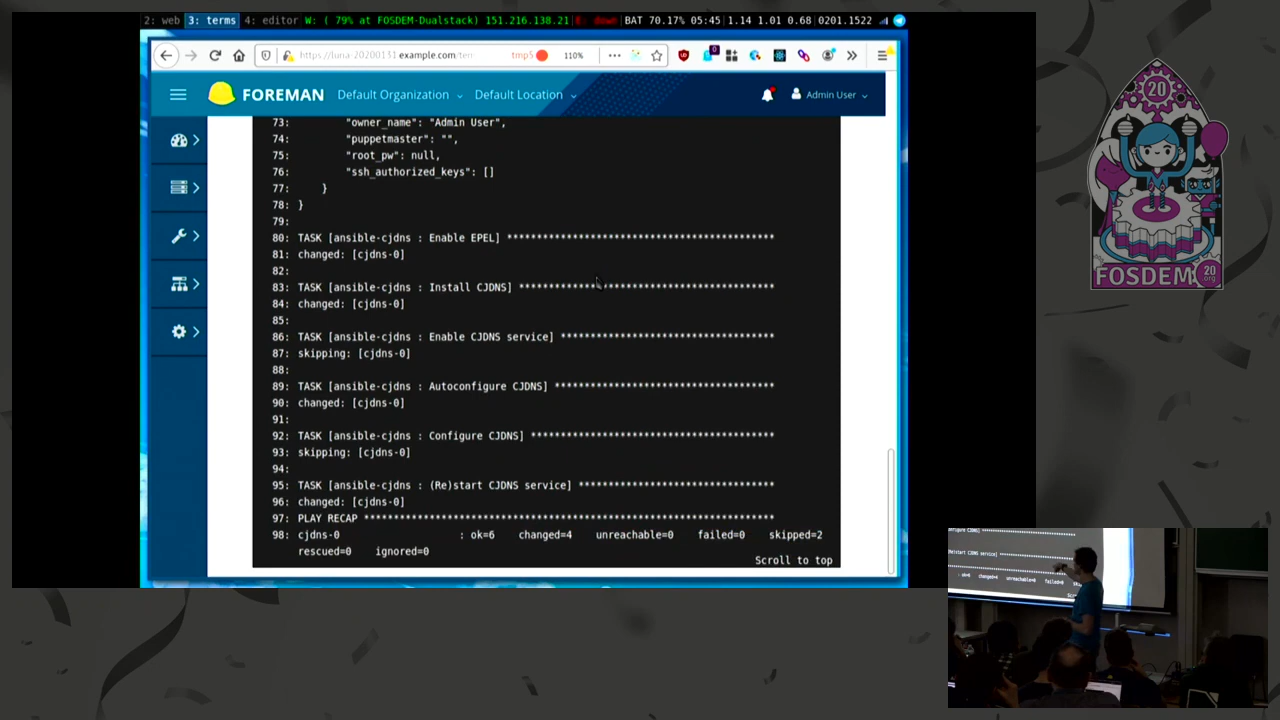 2: web 3: terms 4: editor W: ( 79% at FOSDEM-Dualstack) 151.216.138.21 E: down BAT 70.17% 05:45 1.14 1.01 0.68 0201.1522
https://luna-20200131.example.com/ten tmp5 110%
FOREMAN Default Organization Default Location Admin User
73: "owner_name": "Admin User",
74: "puppetmaster": "",
75: "root_pw": null,
76: "ssh_authorized_keys": []
77: }
78: }
79:
80: TASK [ansible-cjdns : Enable EPEL] *********************************************
81: changed: [cjdns-0]
82:
83: TASK [ansible-cjdns : Install CJDNS] *******************************************
84: changed: [cjdns-0]
85:
86: TASK [ansible-cjdns : Enable CJDNS service] ************************************
87: skipping: [cjdns-0]
88:
89: TASK [ansible-cjdns : Autoconfigure CJDNS] *************************************
90: changed: [cjdns-0]
91:
92: TASK [ansible-cjdns : Configure CJDNS] *****************************************
93: skipping: [cjdns-0]
94:
95: TASK [ansible-cjdns : (Re)start CJDNS service] *********************************
96: changed: [cjdns-0]
97: PLAY RECAP *********************************************************************
98: cjdns-0 : ok=6 changed=4 unreachable=0 failed=0 skipped=2
rescued=0 ignored=0
Scroll to top
20
FOSDEM 20
.org